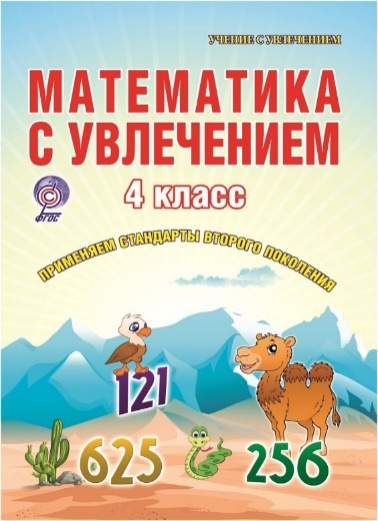 УЧЕНИЕ С УВЛЕЧЕНИЕМ
МАТЕМАТИКА
С УВЛЕЧЕНИЕМ
4 класс
ФГОС
ПРИМЕНЯЕМ СТАНДАРТЫ ВТОРОГО ПОКОЛЕНИЯ
121
625
256